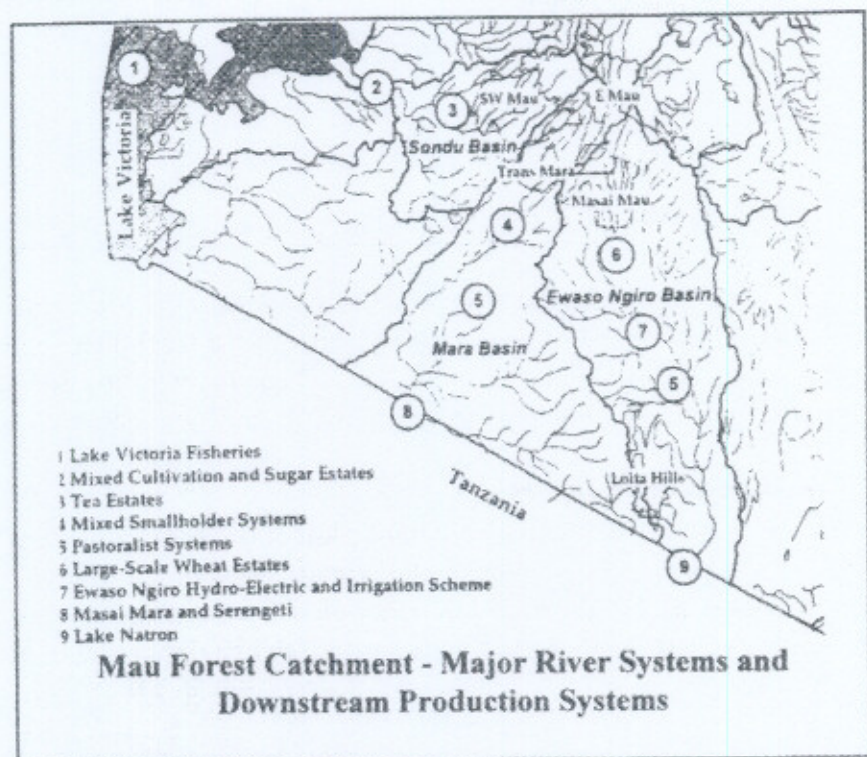 1
2
3
SW Mau
E Mau
Sondu Basin
Trans Mara
Masai Mau
Lake Victoria
4
6
5
Ewaso Ngiro Basin
7
Mara Basin
5
8
Loita Hills
Tanzania
9
1 Lake Victoria Fisheries
2 Mixed Cultivation and Sugar Estates
3 Tea Estates
4 Mixed Smallholder Systems
5 Pastoralist Systems
6 Large-Scale Wheat Estates
7 Ewaso Ngiro Hydro-Electric and Irrigation Scheme
8 Masai Mara and Serengeti
9 Lake Natron
Mau Forest Catchment - Major River Systems and
Downstream Production Systems